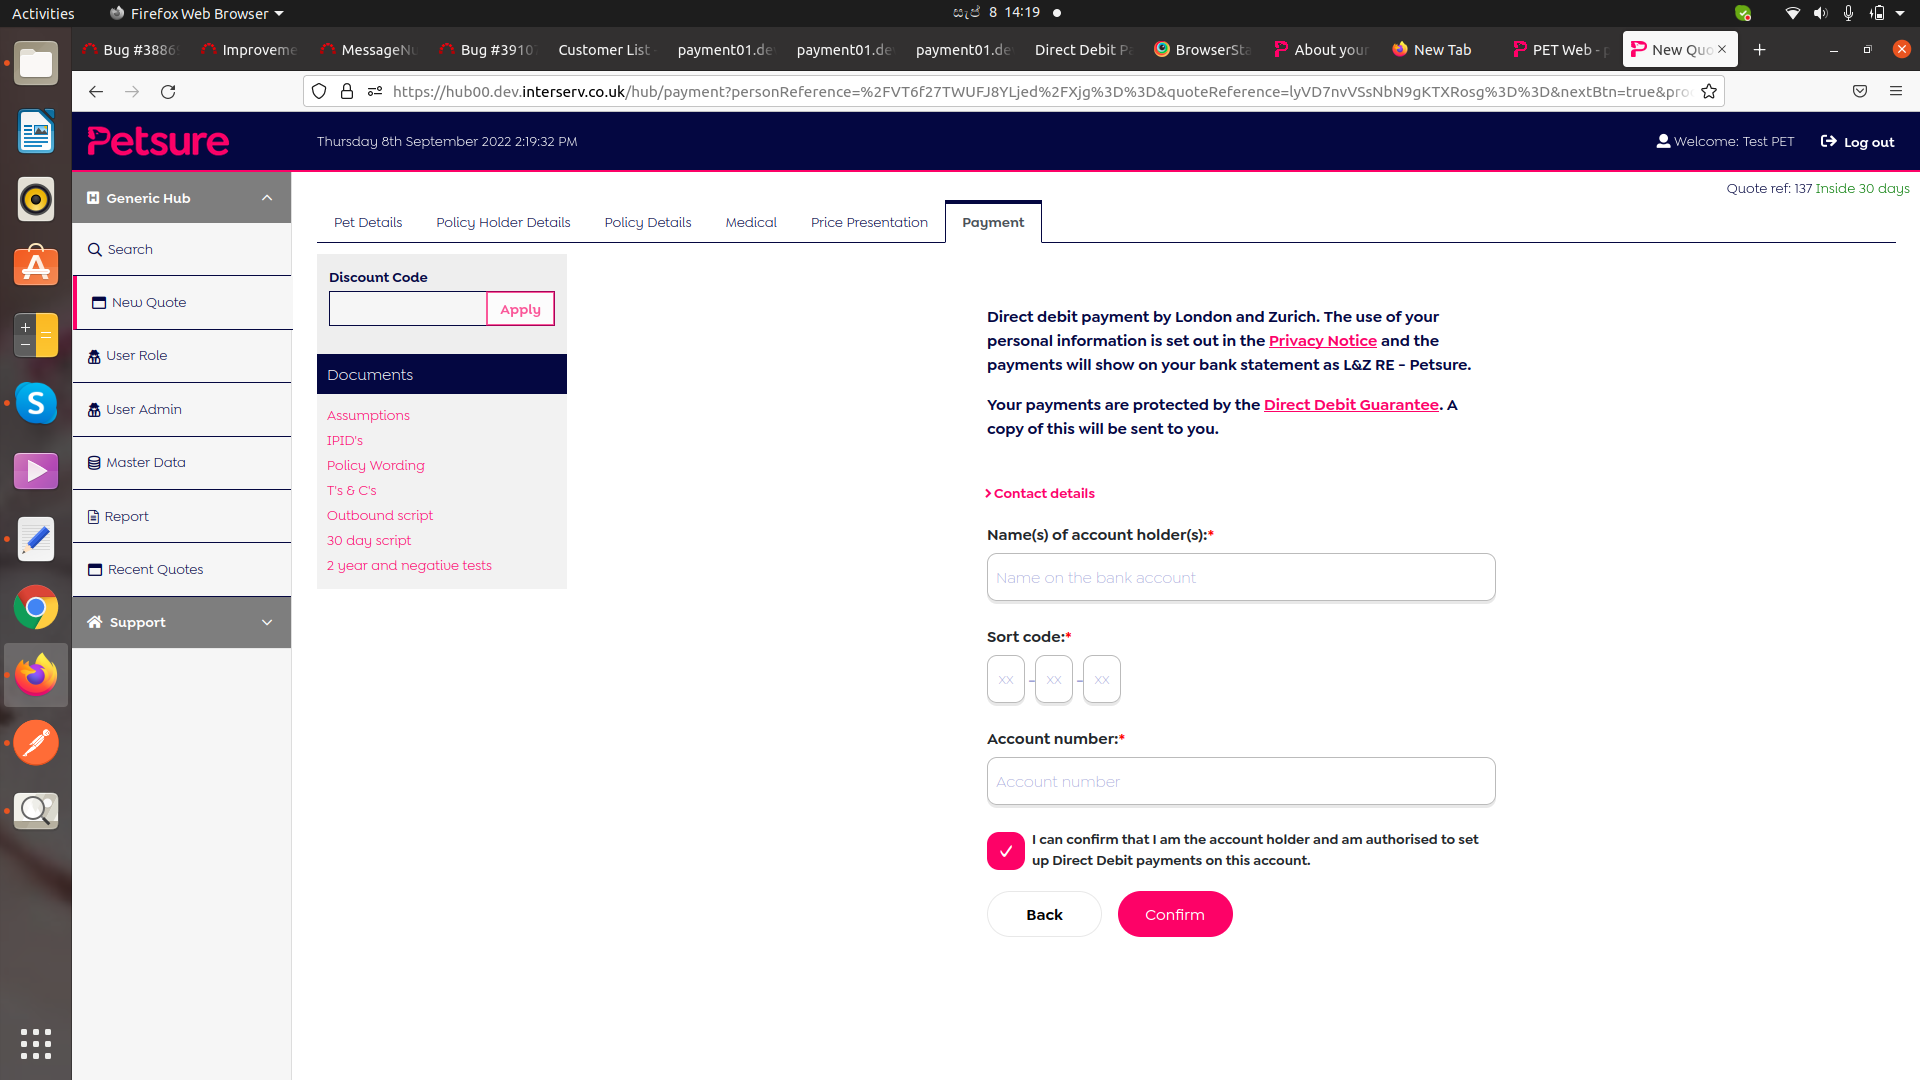 Activities
Firefox Web Browser
සැප් 8 14:19
Bug #3886
Improveme
MessageNu
Bug #3910
Customer List
payment01.de
payment01.de
payment01.de
Direct Debit P
BrowserSta
About your
New Tab
PET Web - p
New Quo
https://hub00.dev.interserv.co.uk/hub/payment?personReference=%2FVT6f27TWUFJ8YLjed%2FXjg%3D%3D&quoteReference=lyVD7nvVSsNbN9gKTXRosg%3D%3D&nextBtn=true&pro
Petsure
Thursday 8th September 2022 2:19:32 PM
Welcome: Test PET
Log out
Generic Hub
Search
New Quote
User Role
User Admin
Master Data
Report
Recent Quotes
Support
Quote ref: 137 Inside 30 days
Pet Details
Policy Holder Details
Policy Details
Medical
Price Presentation
Payment
Discount Code
Apply
Documents
Assumptions
IPID's
Policy Wording
T's & C's
Outbound script
30 day script
2 year and negative tests
Direct debit payment by London and Zurich. The use of your
personal information is set out in the Privacy Notice and the
payments will show on your bank statement as L&Z RE - Petsure.
Your payments are protected by the Direct Debit Guarantee. A
copy of this will be sent to you.
Contact details
Name(s) of account holder(s):*
Name on the bank account
Sort code:*
xx - xx - xx
Account number:*
Account number
I can confirm that I am the account holder and am authorised to set
up Direct Debit payments on this account.
Back
Confirm